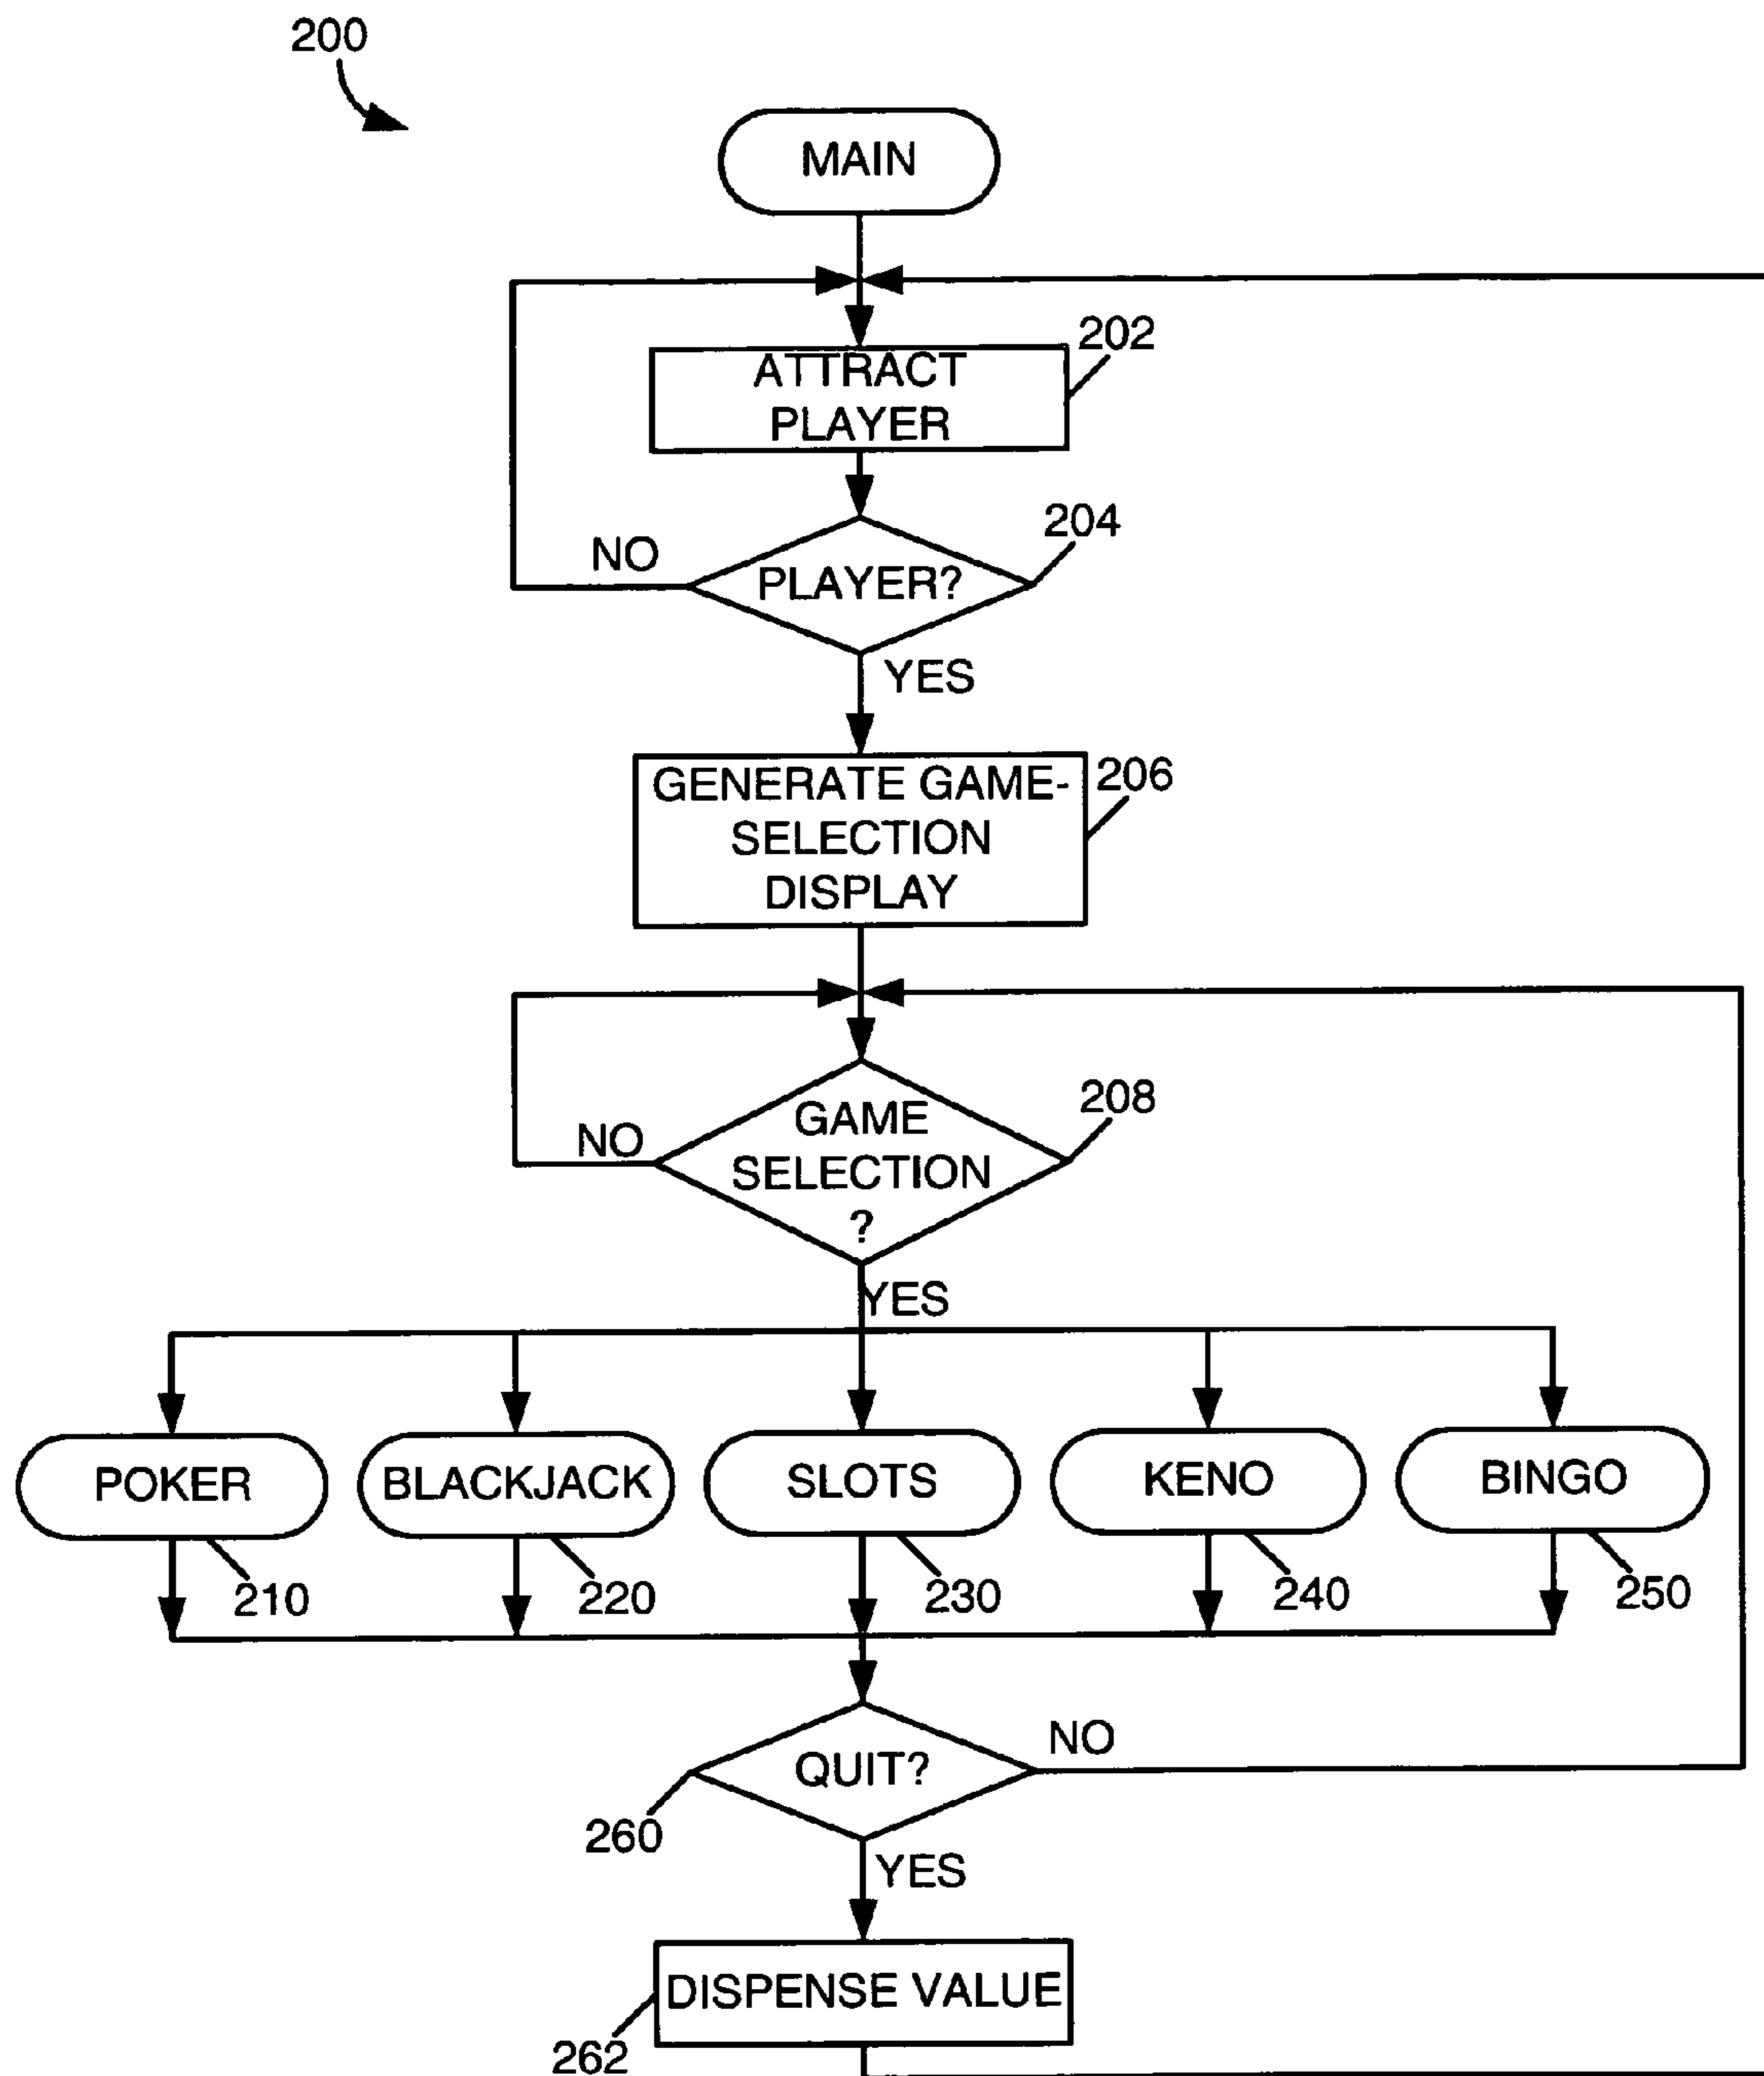 200
MAIN
202
ATTRACT
PLAYER
204
NO
PLAYER?
YES
206
GENERATE GAME-
SELECTION
DISPLAY
208
NO
GAME
SELECTION
?
YES
POKER
BLACKJACK
SLOTS
KENO
BINGO
210
220
230
240
250
NO
QUIT?
260
YES
DISPENSE VALUE
262